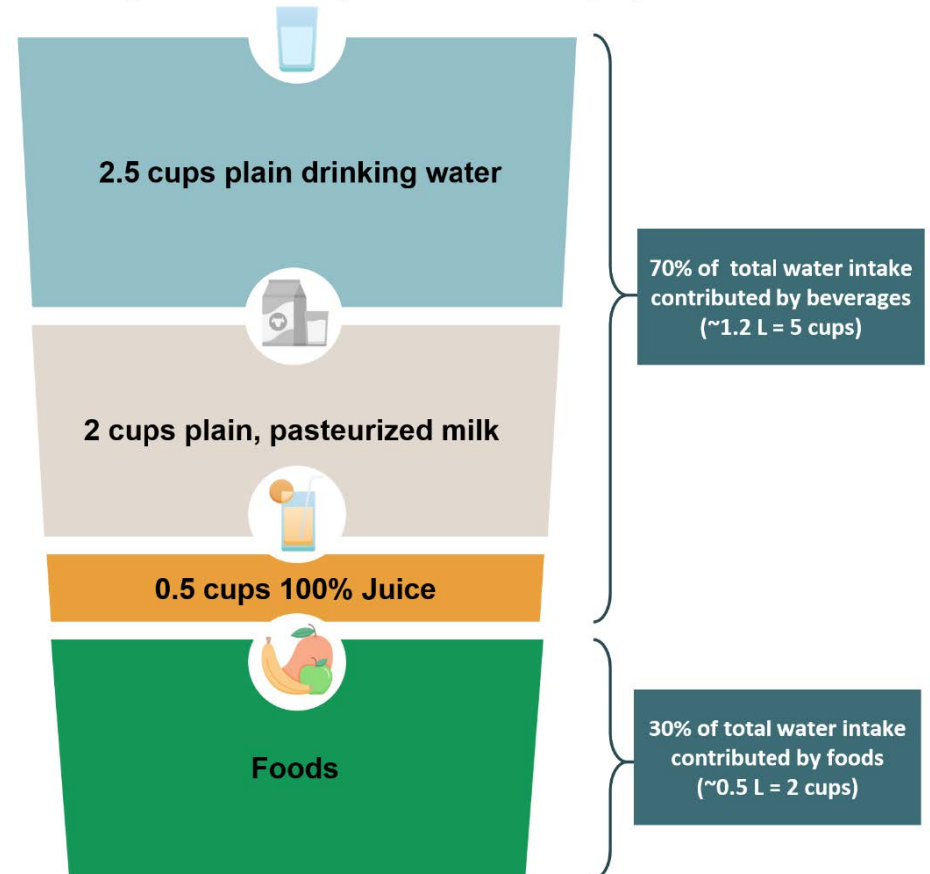 2.5 cups plain drinking water
70% of total water intake
contributed by beverages
(~1.2 L = 5 cups)
2 cups plain, pasteurized milk
0.5 cups 100% Juice
30% of total water intake
contributed by foods
(~0.5 L = 2 cups)
Foods